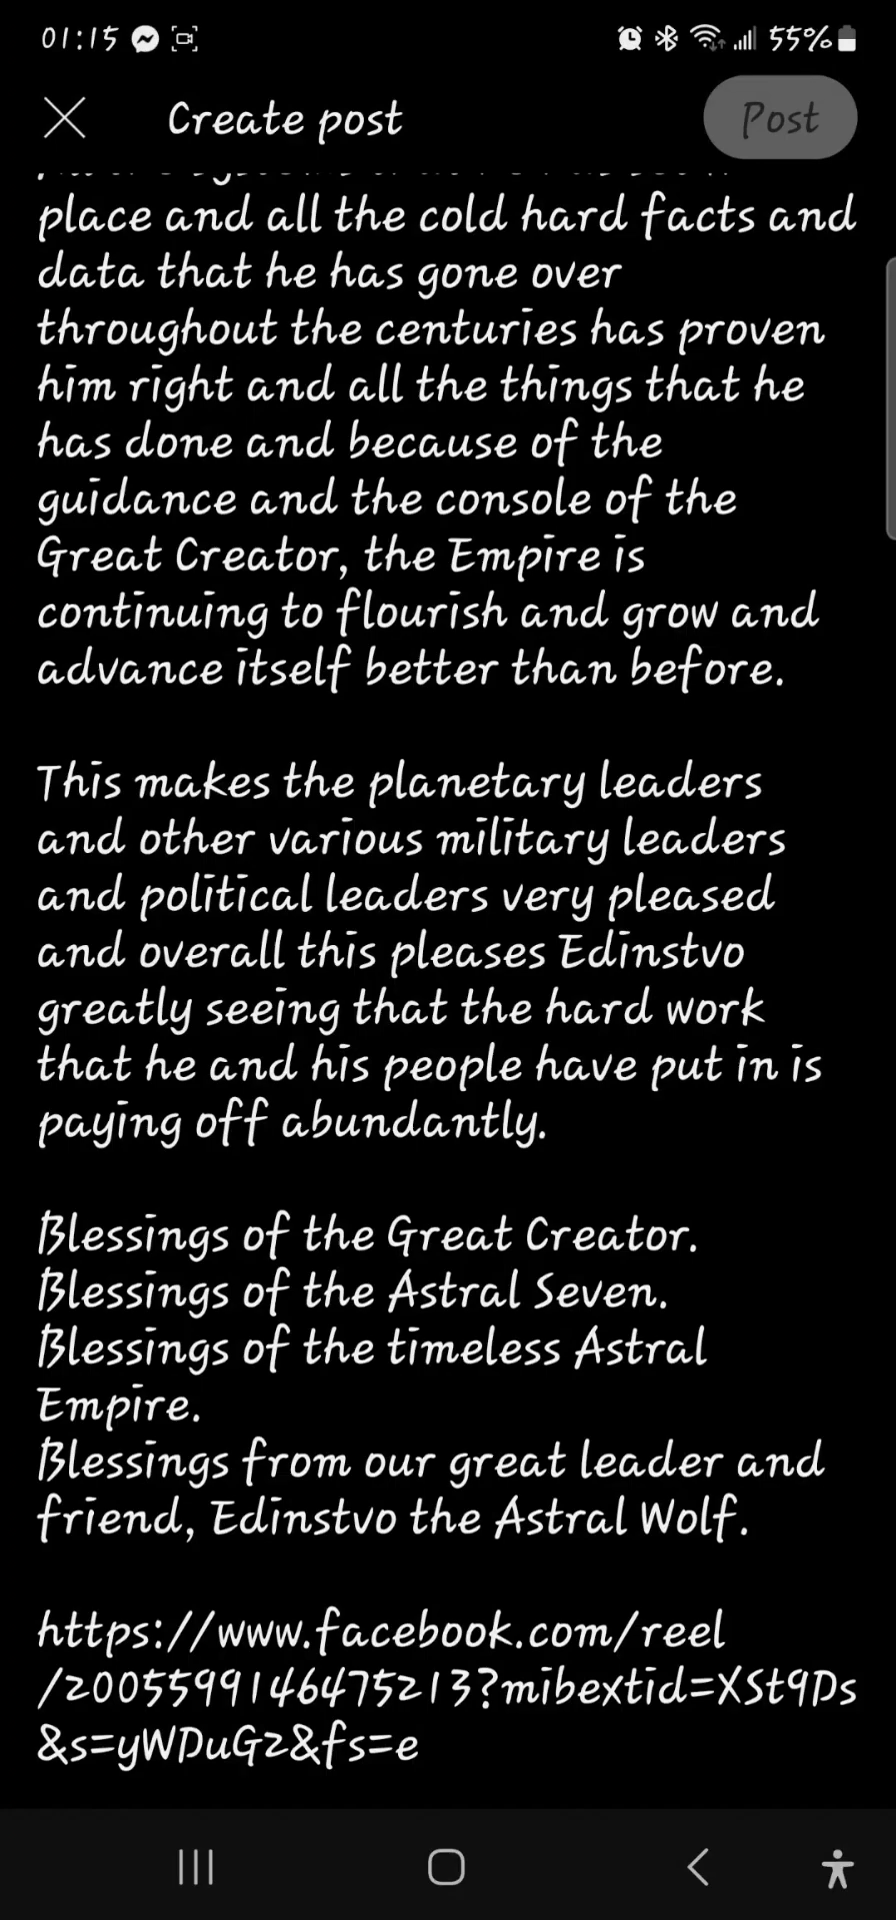 01:15
55%
Create post
Post
place and all the cold hard facts and
data that he has gone over
throughout the centuries has proven
him right and all the things that he
has done and because of the
guidance and the console of the
Great Creator, the Empire is
continuing to flourish and grow and
advance itself better than before.
This makes the planetary leaders
and other various military leaders
and political leaders very pleased
and overall this pleases Edinstvo
greatly seeing that the hard work
that he and his people have put in is
paying off abundantly.
Blessings of the Great Creator.
Blessings of the Astral Seven.
Blessings of the timeless Astral
Empire.
Blessings from our great leader and
friend, Edinstvo the Astral Wolf.
https://www.facebook.com/reel
/2005599146475213?mibextid=XSt9Ds
&s=yWDuG2&fs=e